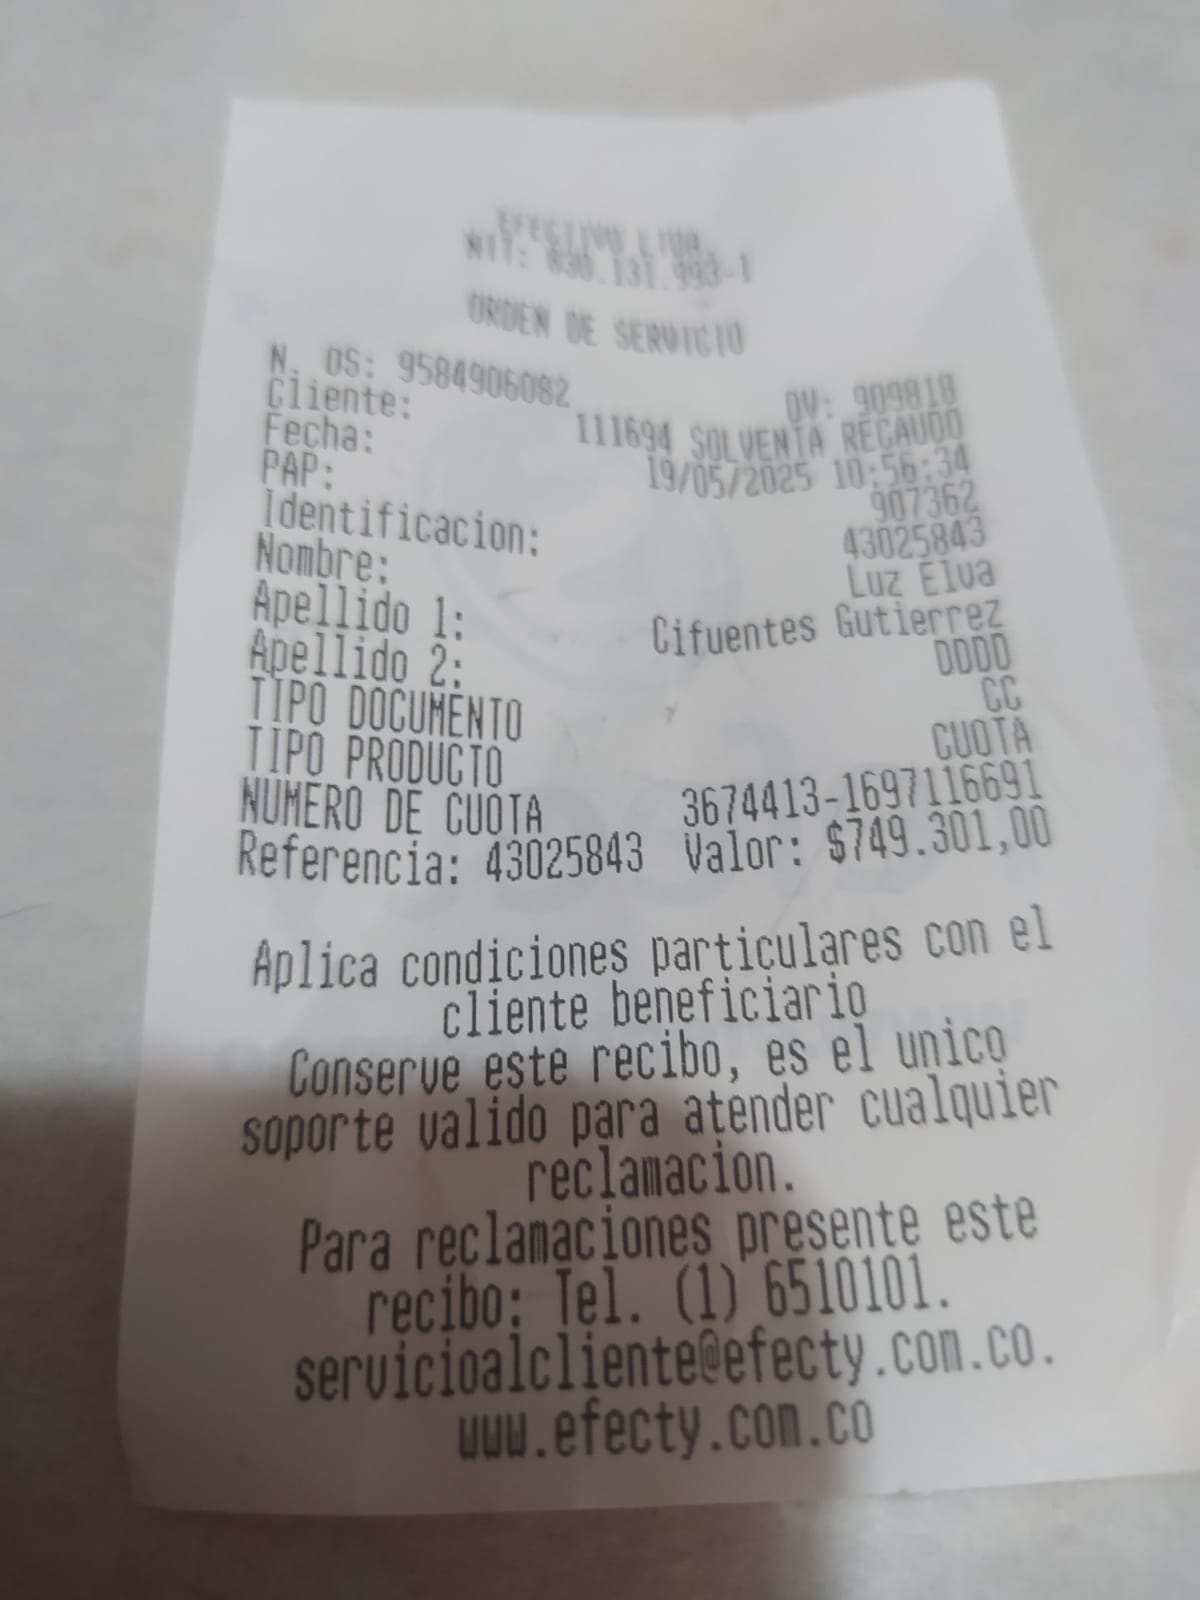 EFECTIVO LTDA.
NIT: 830.131.993-1
ORDEN DE SERVICIO
N. OS: 9584906082 DV: 909818
Cliente: 111694 SOLVENTA RECAUDO
Fecha: 19/05/2025 10:56:34
PAP: 907362
Identificacion: 43025843
Nombre: Luz Elva
Apellido 1: Cifuentes Gutierrez
Apellido 2: DDDD
TIPO DOCUMENTO CC
TIPO PRODUCTO CUOTA
NUMERO DE CUOTA 3674413-1697116691
Referencia: 43025843 Valor: $749.301,00
Aplica condiciones particulares con el
cliente beneficiario
Conserve este recibo, es el unico
soporte valido para atender cualquier
reclamacion.
Para reclamaciones presente este
recibo: Tel. (1) 6510101.
servicioalcliente@efecty.com.co.
www.efecty.com.co